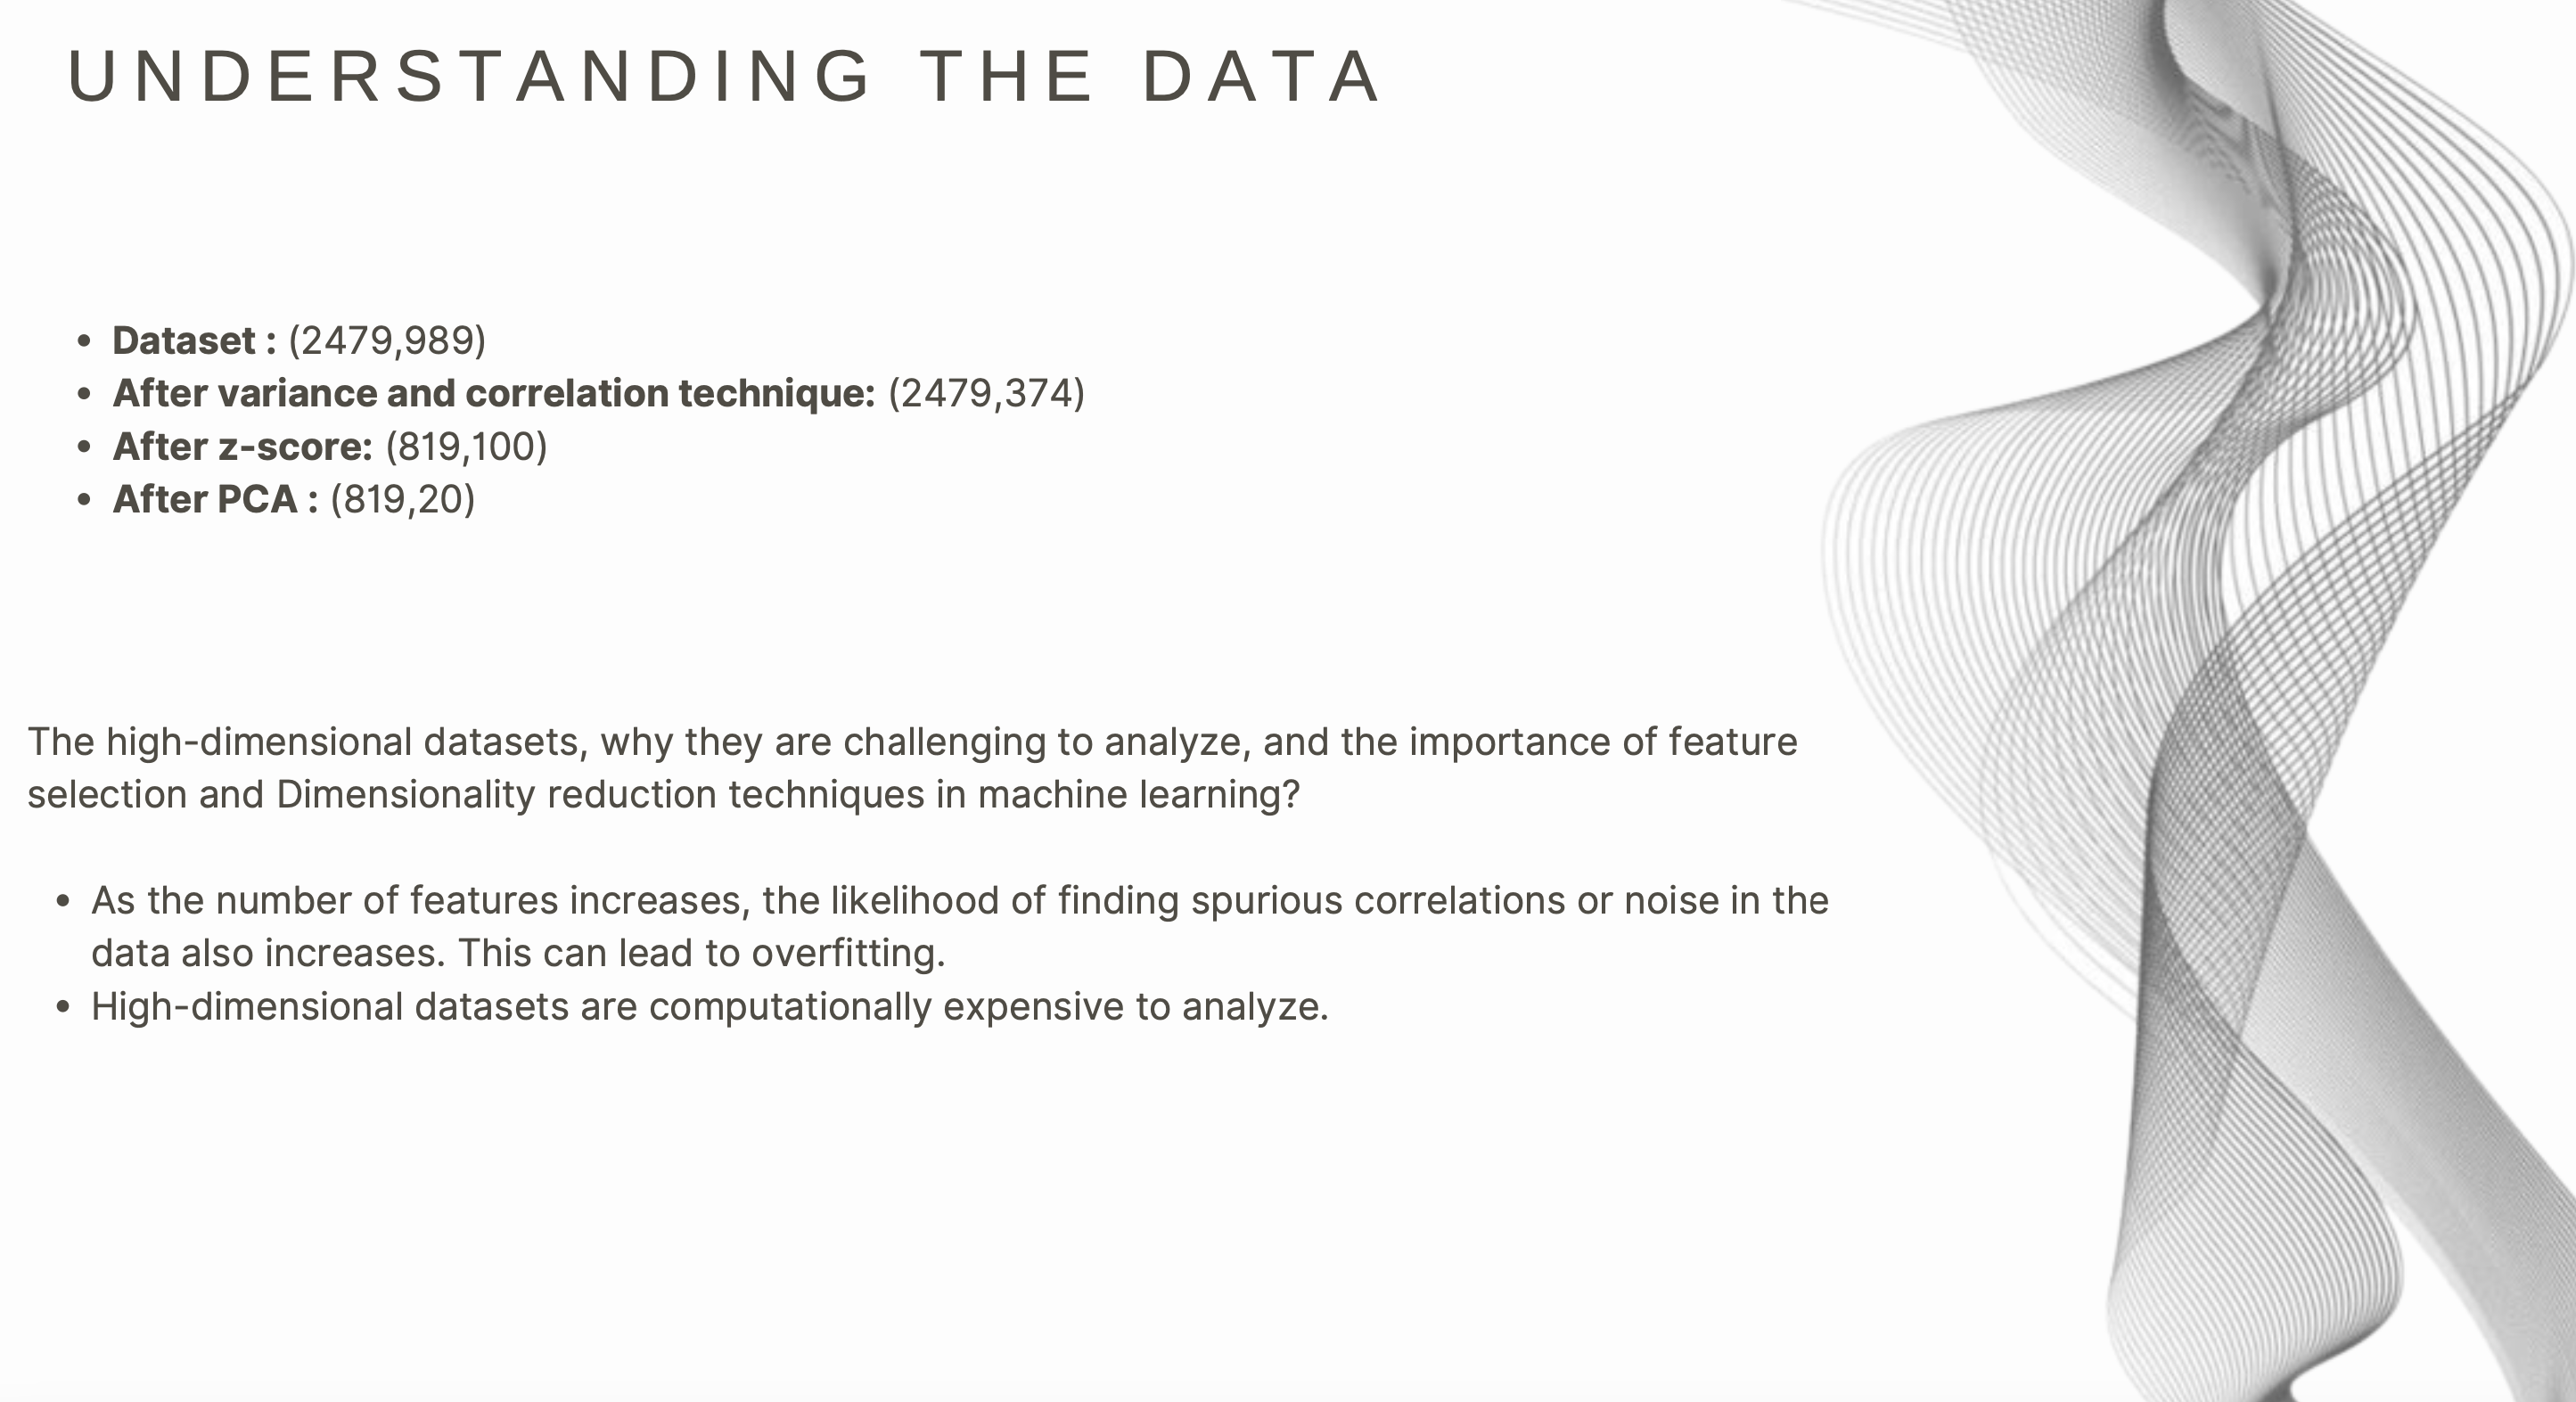 UNDERSTANDING THE DATA
• Dataset : (2479,989)
• After variance and correlation technique: (2479,374)
• After z-score: (819,100)
• After PCA : (819,20)
The high-dimensional datasets, why they are challenging to analyze, and the importance of feature
selection and Dimensionality reduction techniques in machine learning?
• As the number of features increases, the likelihood of finding spurious correlations or noise in the
data also increases. This can lead to overfitting.
• High-dimensional datasets are computationally expensive to analyze.